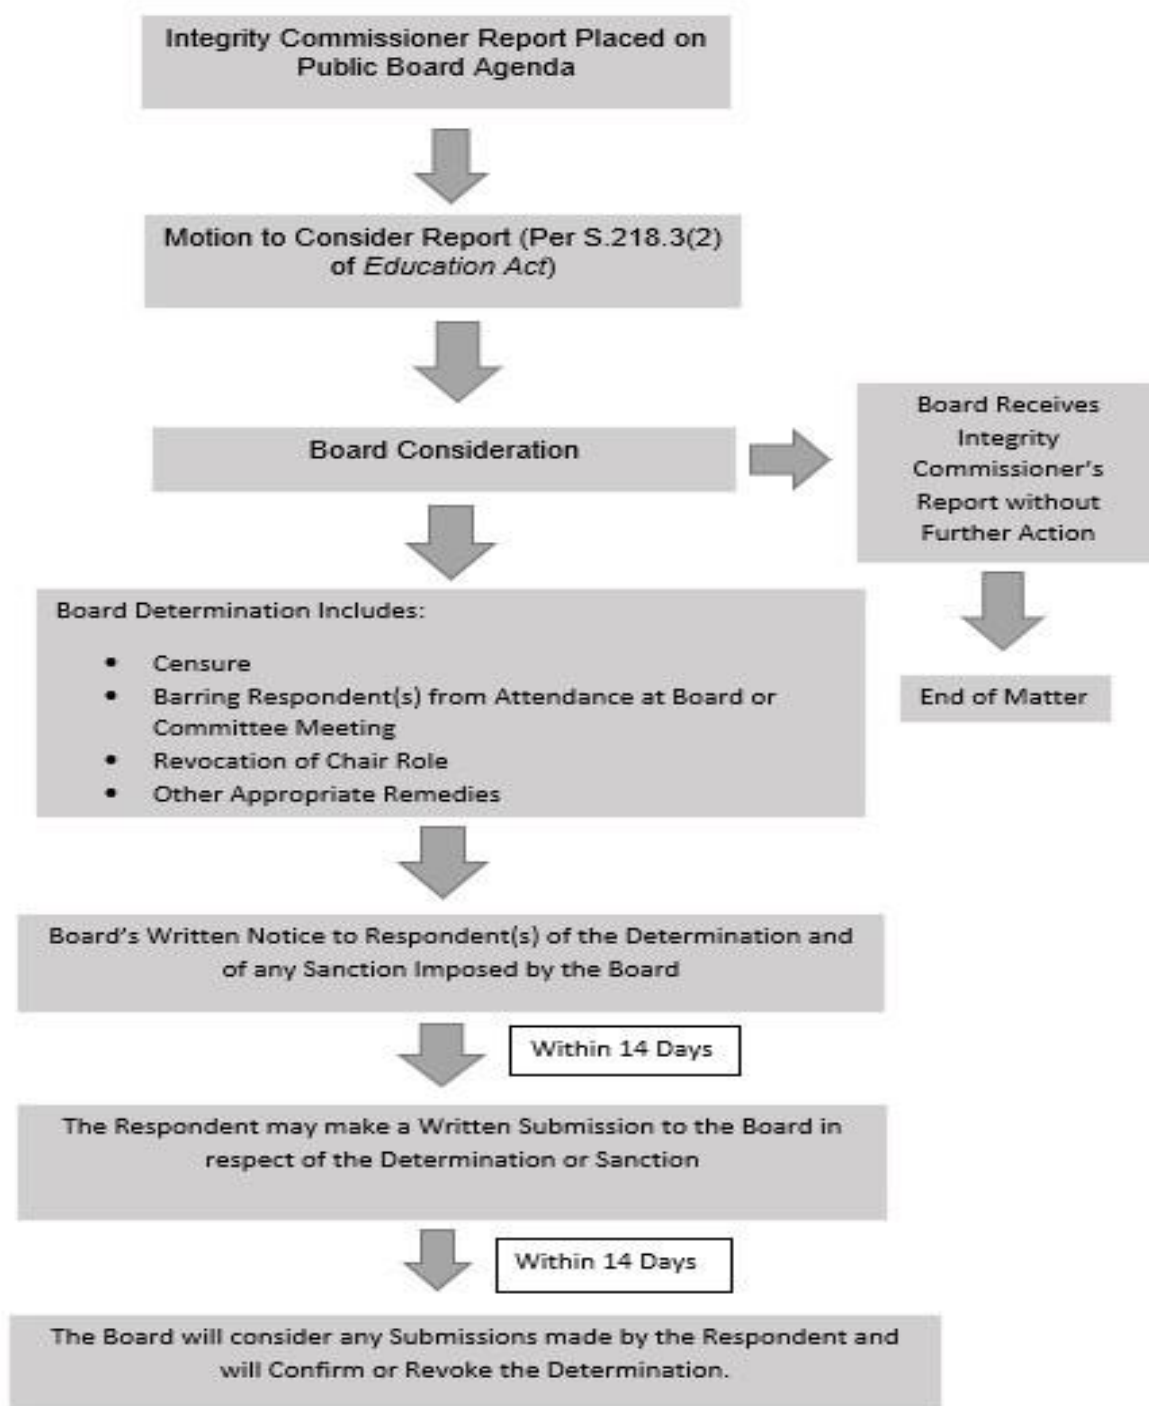 Integrity Commissioner Report Placed on
Public Board Agenda
Motion to Consider Report (Per S.218.3(2)
of Education Act)
Board Consideration
Board Receives
Integrity
Commissioner's
Report without
Further Action
End of Matter
Board Determination Includes:
• Censure
• Barring Respondent(s) from Attendance at Board or
Committee Meeting
• Revocation of Chair Role
• Other Appropriate Remedies
Board's Written Notice to Respondent(s) of the Determination and
of any Sanction Imposed by the Board
Within 14 Days
The Respondent may make a Written Submission to the Board in
respect of the Determination or Sanction
Within 14 Days
The Board will consider any Submissions made by the Respondent and
will Confirm or Revoke the Determination.